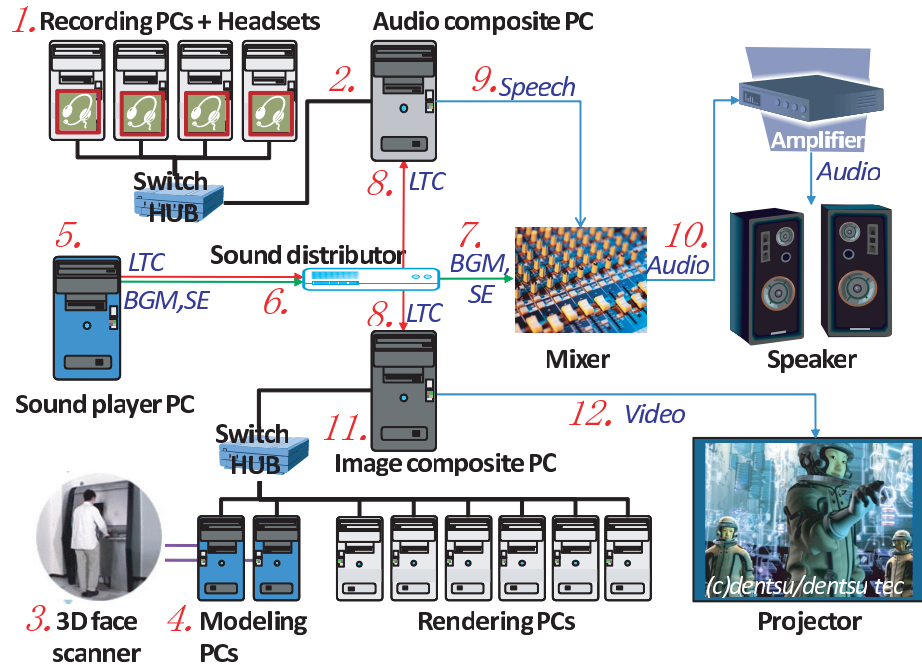 1. Recording PCs + Headsets
Audio composite PC
2.
9. Speech
Amplifier
Audio
Switch
HUB
8. LTC
5.
LTC
BGM,SE
Sound distributor
6.
7.
BGM,
SE
10.
Audio
8. LTC
Mixer
Speaker
Sound player PC
Switch
HUB
11.
Image composite PC
12. Video
(c)dentsu/dentsu tec
3. 3D face
scanner
4. Modeling
PCs
Rendering PCs
Projector